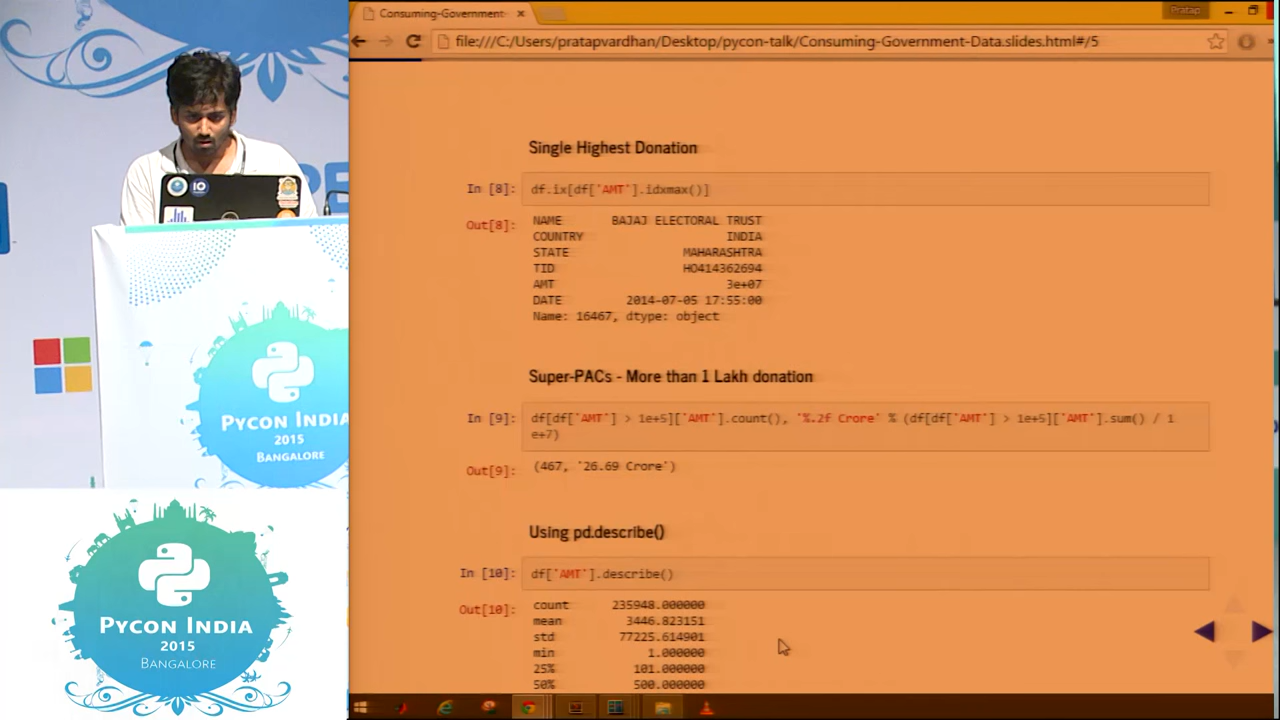 Consuming-Government-
Pratap
file:///C:/Users/pratapvardhan/Desktop/pycon-talk/Consuming-Government-Data.slides.html#/5
Single Highest Donation
In [8]: df.ix[df['AMT'].idxmax()]
Out[8]: NAME BAJAJ ELECTORAL TRUST
COUNTRY INDIA
STATE MAHARASHTRA
TID HO414362694
AMT 3e+07
DATE 2014-07-05 17:55:00
Name: 16467, dtype: object
Super-PACs - More than 1 Lakh donation
In [9]: df[df['AMT'] > 1e+5]['AMT'].count(), '%.2f Crore' % (df[df['AMT'] > 1e+5]['AMT'].sum() / 1
e+7)
Out[9]: (467, '26.69 Crore')
Using pd.describe()
In [10]: df['AMT'].describe()
Out[10]: count 235948.000000
mean 3446.823151
std 77225.614901
min 1.000000
25% 101.000000
50% 500.000000
IO
PYCON INDIA
2015
BANGALORE
PYCON INDIA
2015
BANGALORE